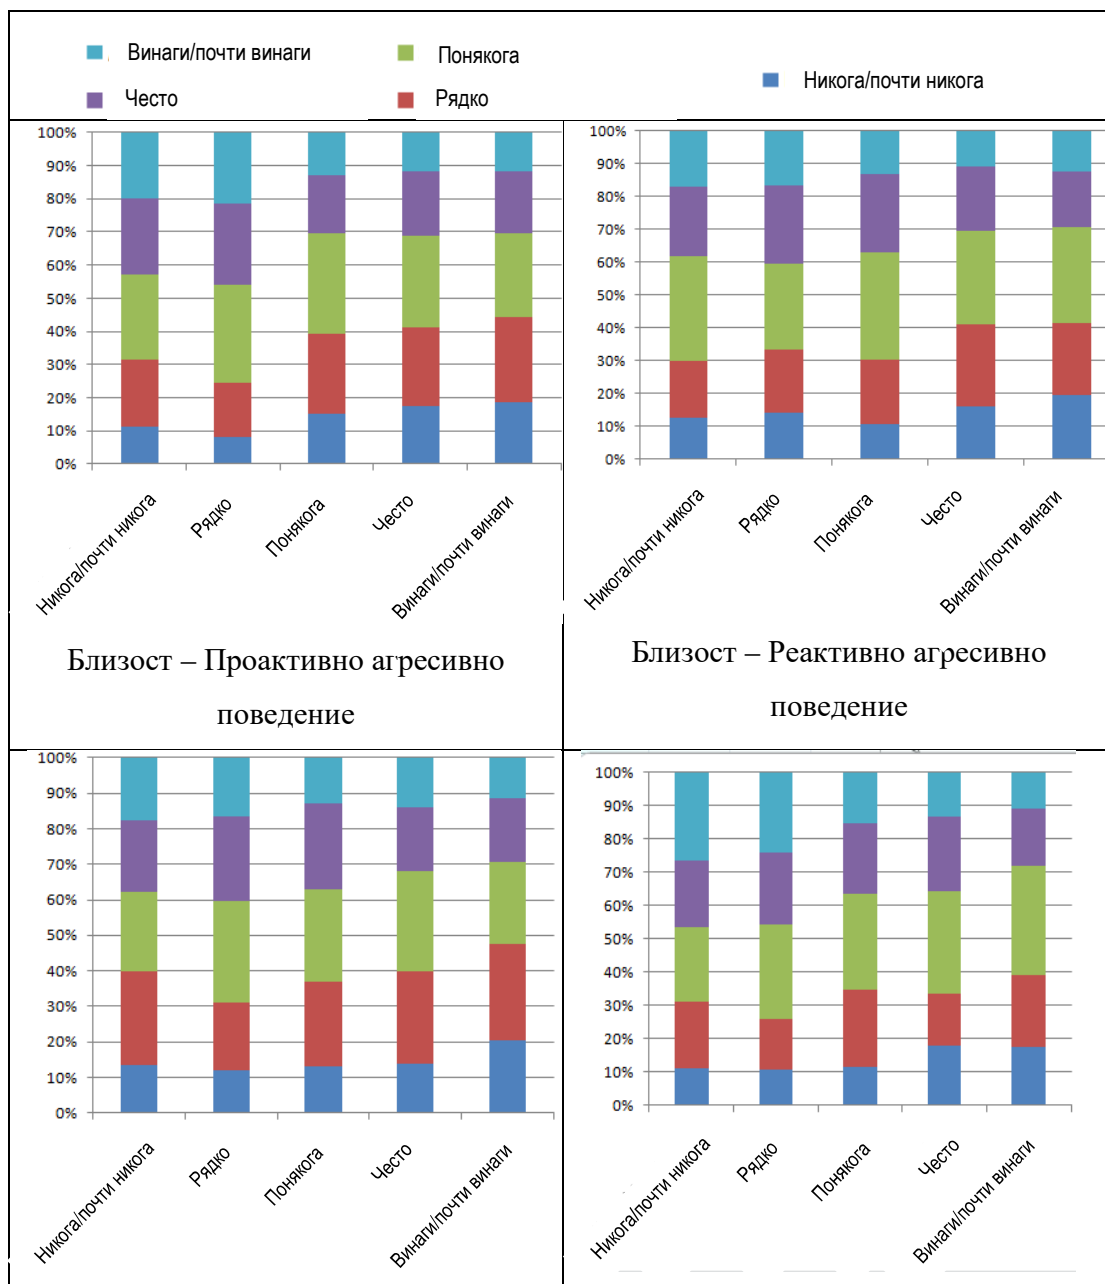 Винаги/почти винаги
Понякога
Никога/почти никога
Често
Рядко
100%
90%
80%
70%
60%
50%
40%
30%
20%
10%
0%
Никога/почти никога
Рядко
Понякога
Често
Винаги/почти винаги
Близост – Проактивно агресивно
поведение
100%
90%
80%
70%
60%
50%
40%
30%
20%
10%
0%
Никога/почти никога
Рядко
Понякога
Често
Винаги/почти винаги
Близост – Реактивно агресивно
поведение
100%
90%
80%
70%
60%
50%
40%
30%
20%
10%
0%
Никога/почти никога
Рядко
Понякога
Често
Винаги/почти винаги
100%
90%
80%
70%
60%
50%
40%
30%
20%
10%
0%
Никога/почти никога
Рядко
Понякога
Често
Винаги/почти винаги